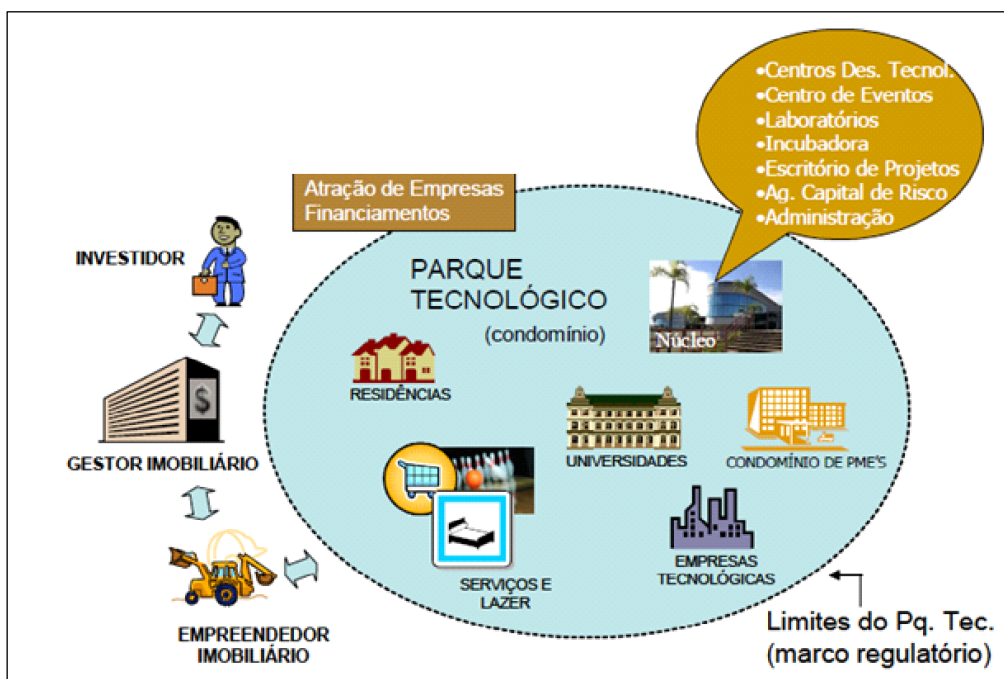 •Centros Des. Tecnol.
•Centro de Eventos
•Laboratórios
•Incubadora
•Escritório de Projetos
•Ag. Capital de Risco
•Administração
Atração de Empresas
Financiamentos
INVESTIDOR
PARQUE
TECNOLÓGICO
(condomínio)
Núcleo
RESIDÊNCIAS
$
GESTOR IMOBILIÁRIO
UNIVERSIDADES
CONDOMÍNIO DE PME'S
SERVIÇOS E
LAZER
EMPRESAS
TECNOLÓGICAS
EMPREENDEDOR
IMOBILIÁRIO
Limites do Pq. Tec.
(marco regulatório)